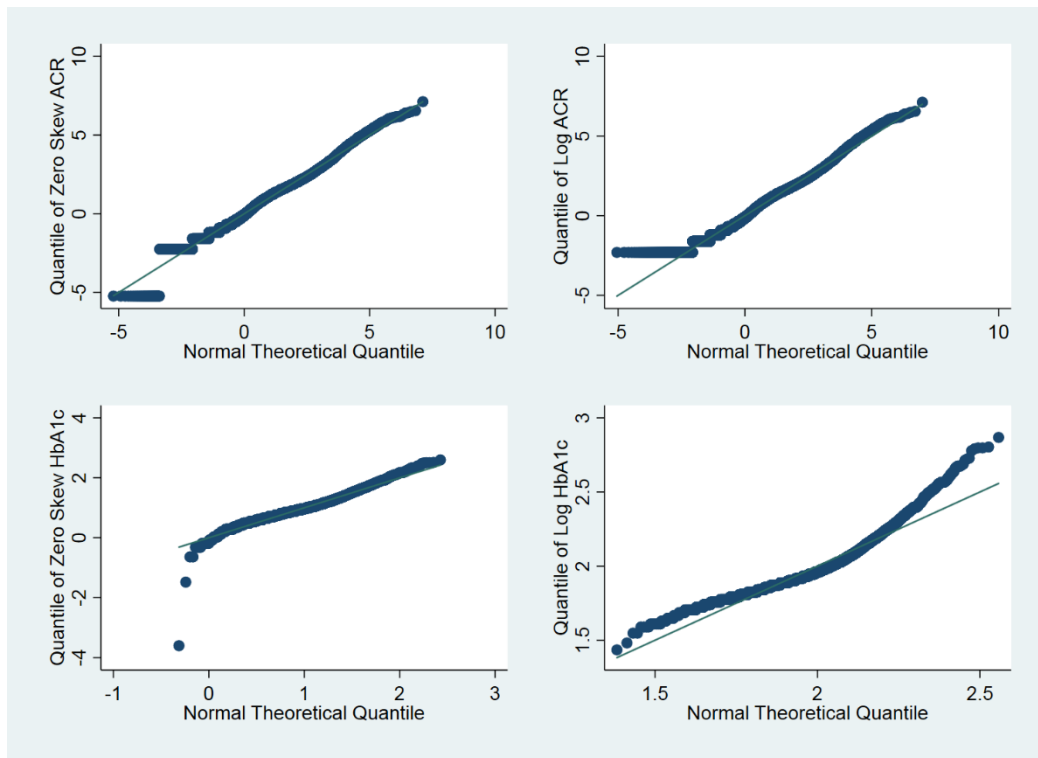 Quantile of Zero Skew ACR
10
5
0
-5
-5 0 5 10
Normal Theoretical Quantile
Quantile of Log ACR
10
5
0
-5
-5 0 5 10
Normal Theoretical Quantile
Quantile of Zero Skew HbA1c
4
2
0
-2
-4
-1 0 1 2 3
Normal Theoretical Quantile
Quantile of Log HbA1c
3
2.5
2
1.5
1.5 2 2.5
Normal Theoretical Quantile